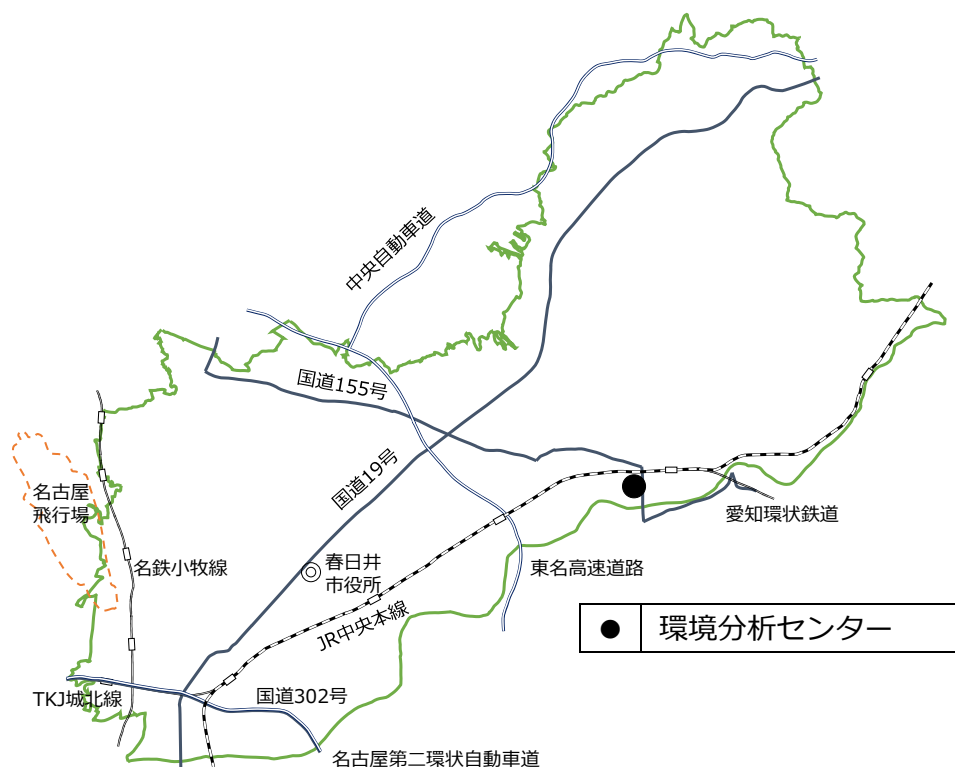 中央自動車道
国道155号
国道19号
名古屋
飛行場
愛知環状鉄道
名鉄小牧線
春日井
市役所
東名高速道路
JR中央本線
環境分析センター
TKJ城北線
国道302号
名古屋第二環状自動車道